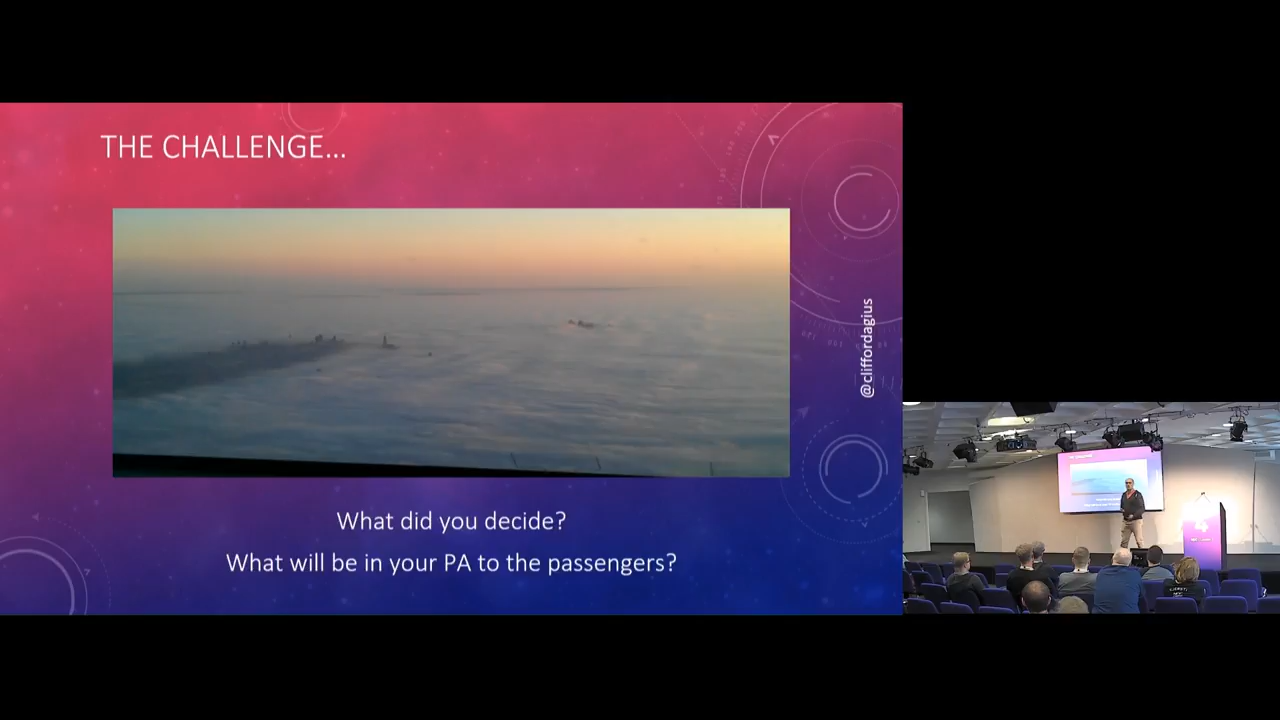 THE CHALLENGE...
@cliffordagius
What did you decide?
What will be in your PA to the passengers?